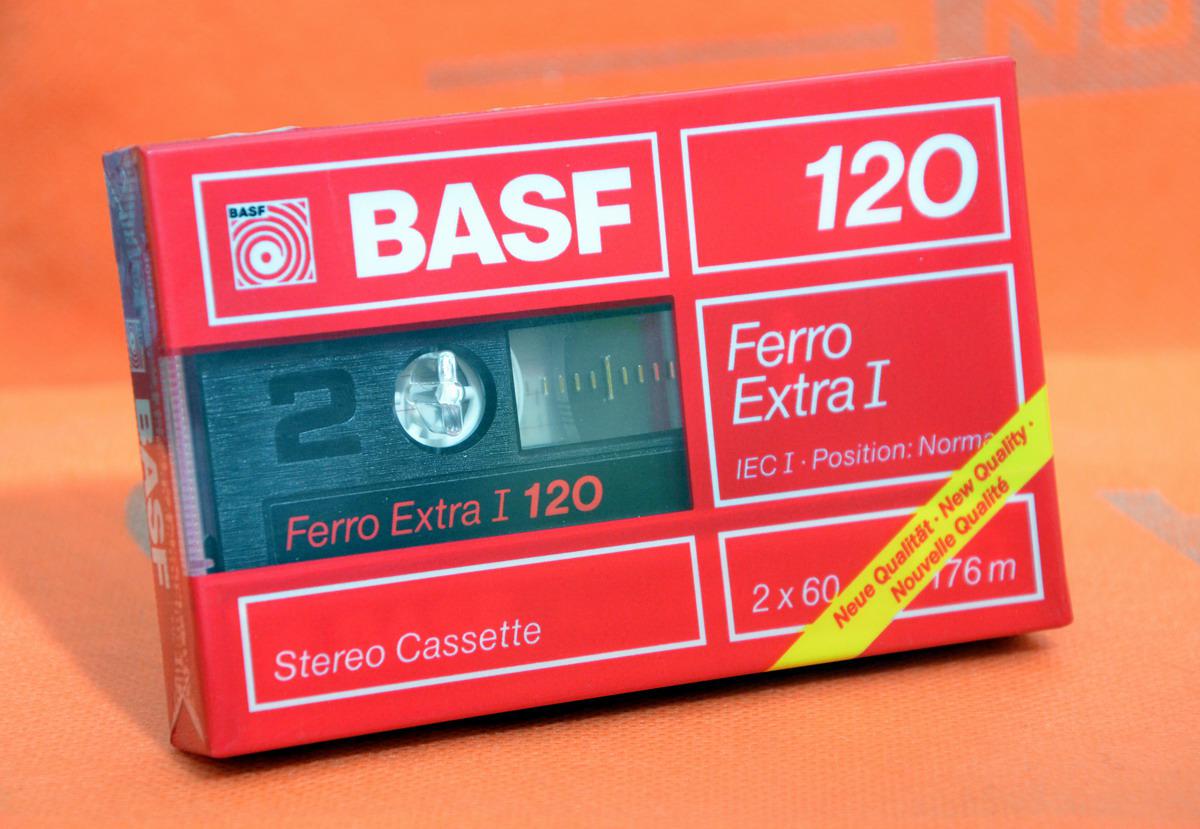 BASF
BASF
120
Ferro
Extra I
IEC I · Position: Norma
2
Ferro Extra I 120
Stereo Cassette
2 x 60
176 m
Neue Qualität · New Quality ·
Nouvelle Qualité
BASF
NO